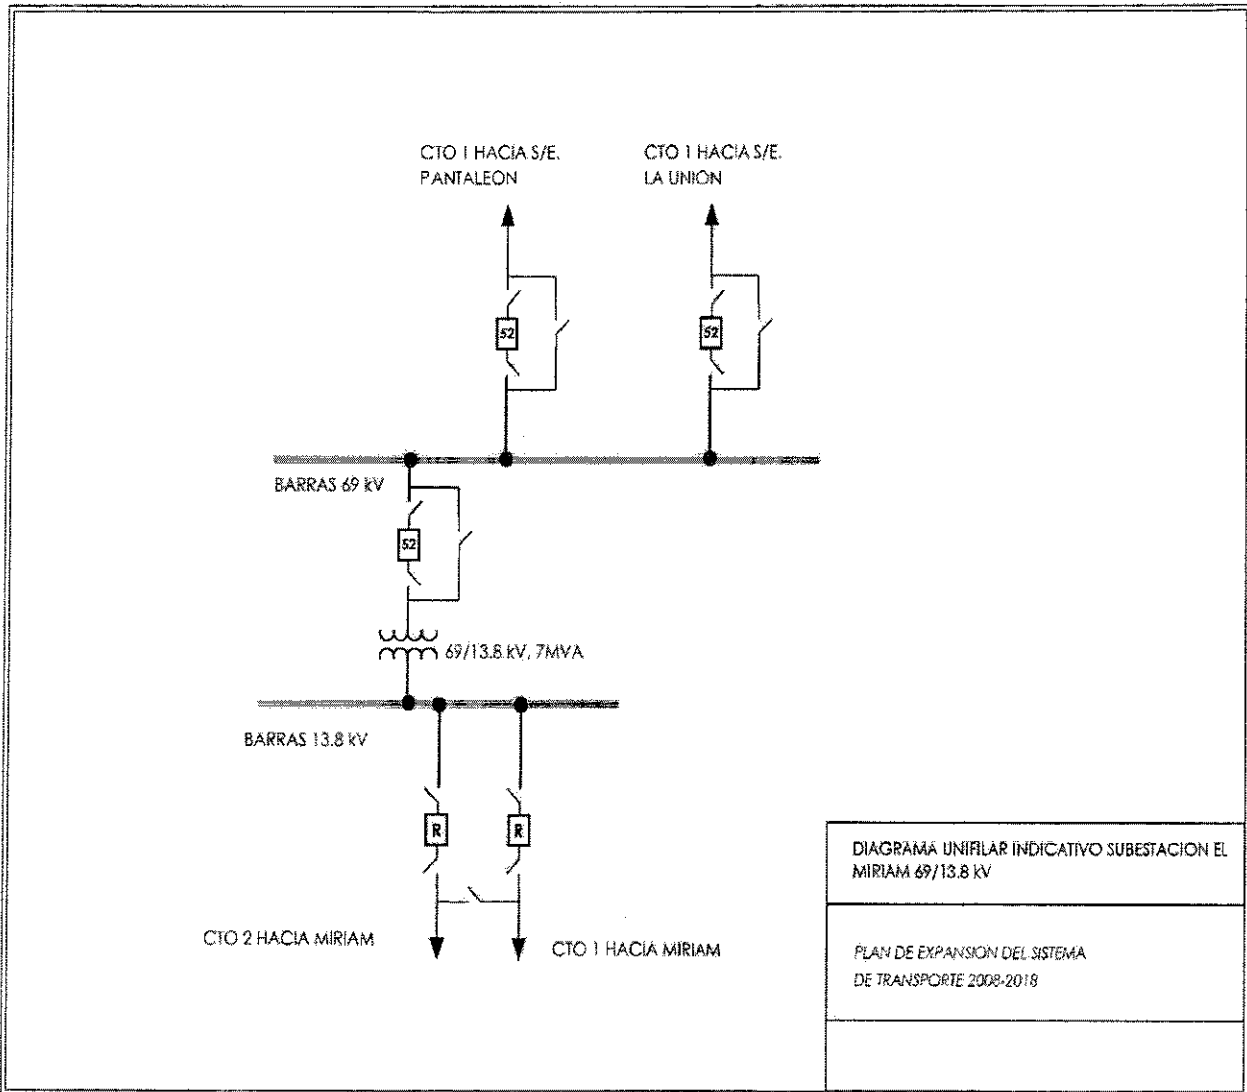 CTO 1 HACIA S/E.
PANTALEON
CTO 1 HACIA S/E.
LA UNION
52
52
BARRAS 69 kV
52
69/13.8 kV, 7MVA
BARRAS 13.8 kV
R
R
CTO 2 HACIA MIRIAM
CTO 1 HACIA MIRIAM
DIAGRAMA UNIFILAR INDICATIVO SUBESTACION EL
MIRIAM 69/13.8 kV
PLAN DE EXPANSION DEL SISTEMA
DE TRANSPORTE 2008-2018